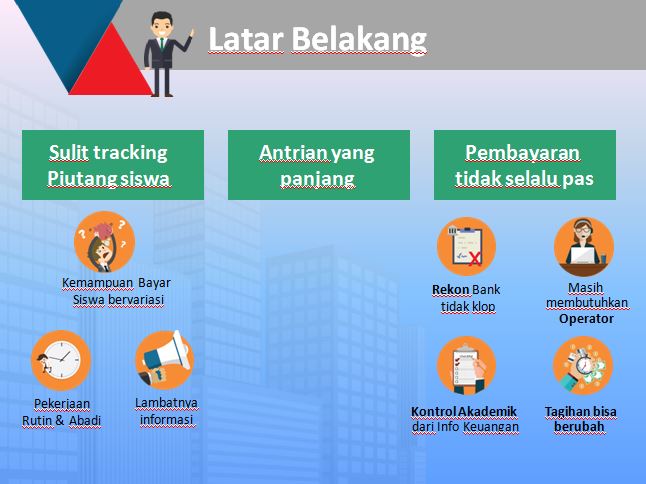 Latar Belakang
Sulit tracking
Piutang siswa
Antrian yang
panjang
Pembayaran
tidak selalu pas
Kemampuan Bayar
Siswa bervariasi
Pekerjaan
Rutin & Abadi
Lambatnya
informasi
Rekon Bank
tidak klop
Masih
membutuhkan
Operator
Kontrol Akademik
dari Info Keuangan
Tagihan bisa
berubah